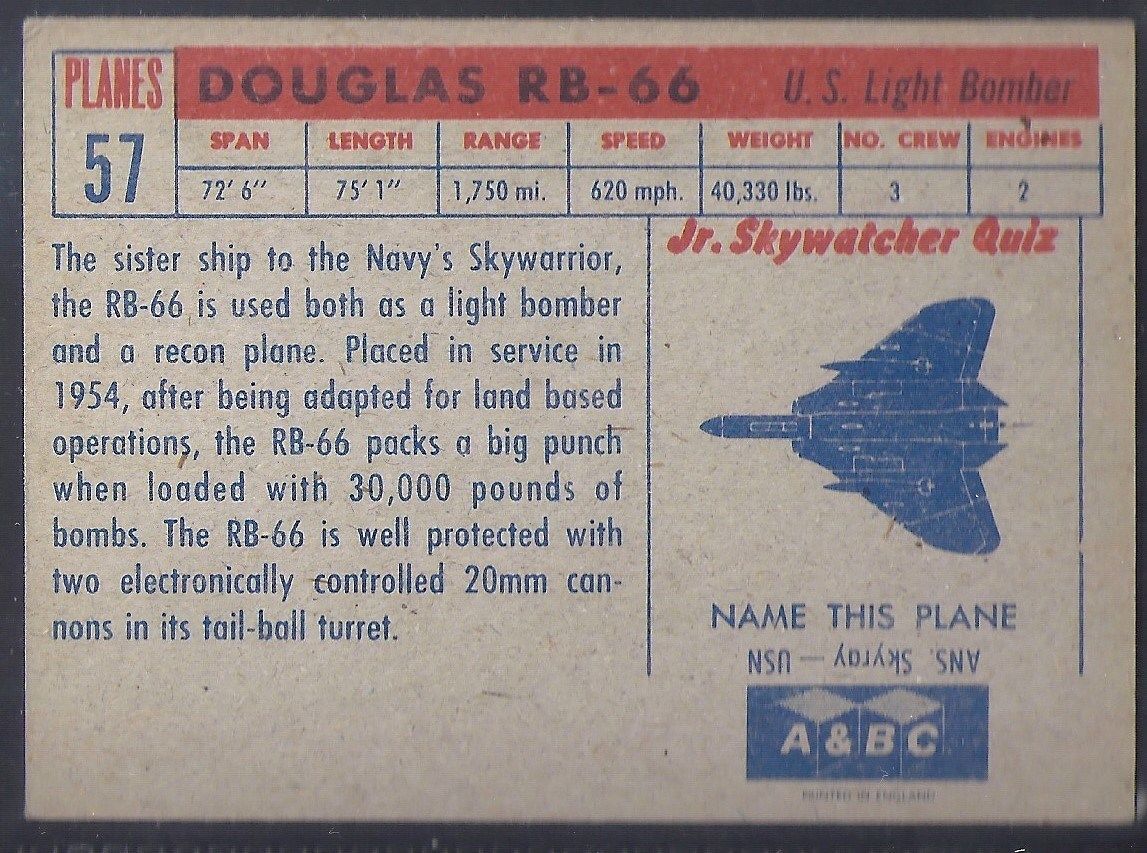 PLANES
57
DOUGLAS RB-66 U. S. Light Bomber
SPAN LENGTH RANGE SPEED WEIGHT NO. CREW ENGINES
72' 6" 75' 1" 1,750 mi. 620 mph. 40,330 lbs. 3 2
The sister ship to the Navy's Skywarrior,
the RB-66 is used both as a light bomber
and a recon plane. Placed in service in
1954, after being adapted for land based
operations, the RB-66 packs a big punch
when loaded with 30,000 pounds of
bombs. The RB-66 is well protected with
two electronically controlled 20mm can-
nons in its tail-ball turret.
Jr. Skywatcher Quiz
NAME THIS PLANE
ANS. Skyray — USN
A & B C
PRINTED IN ENGLAND